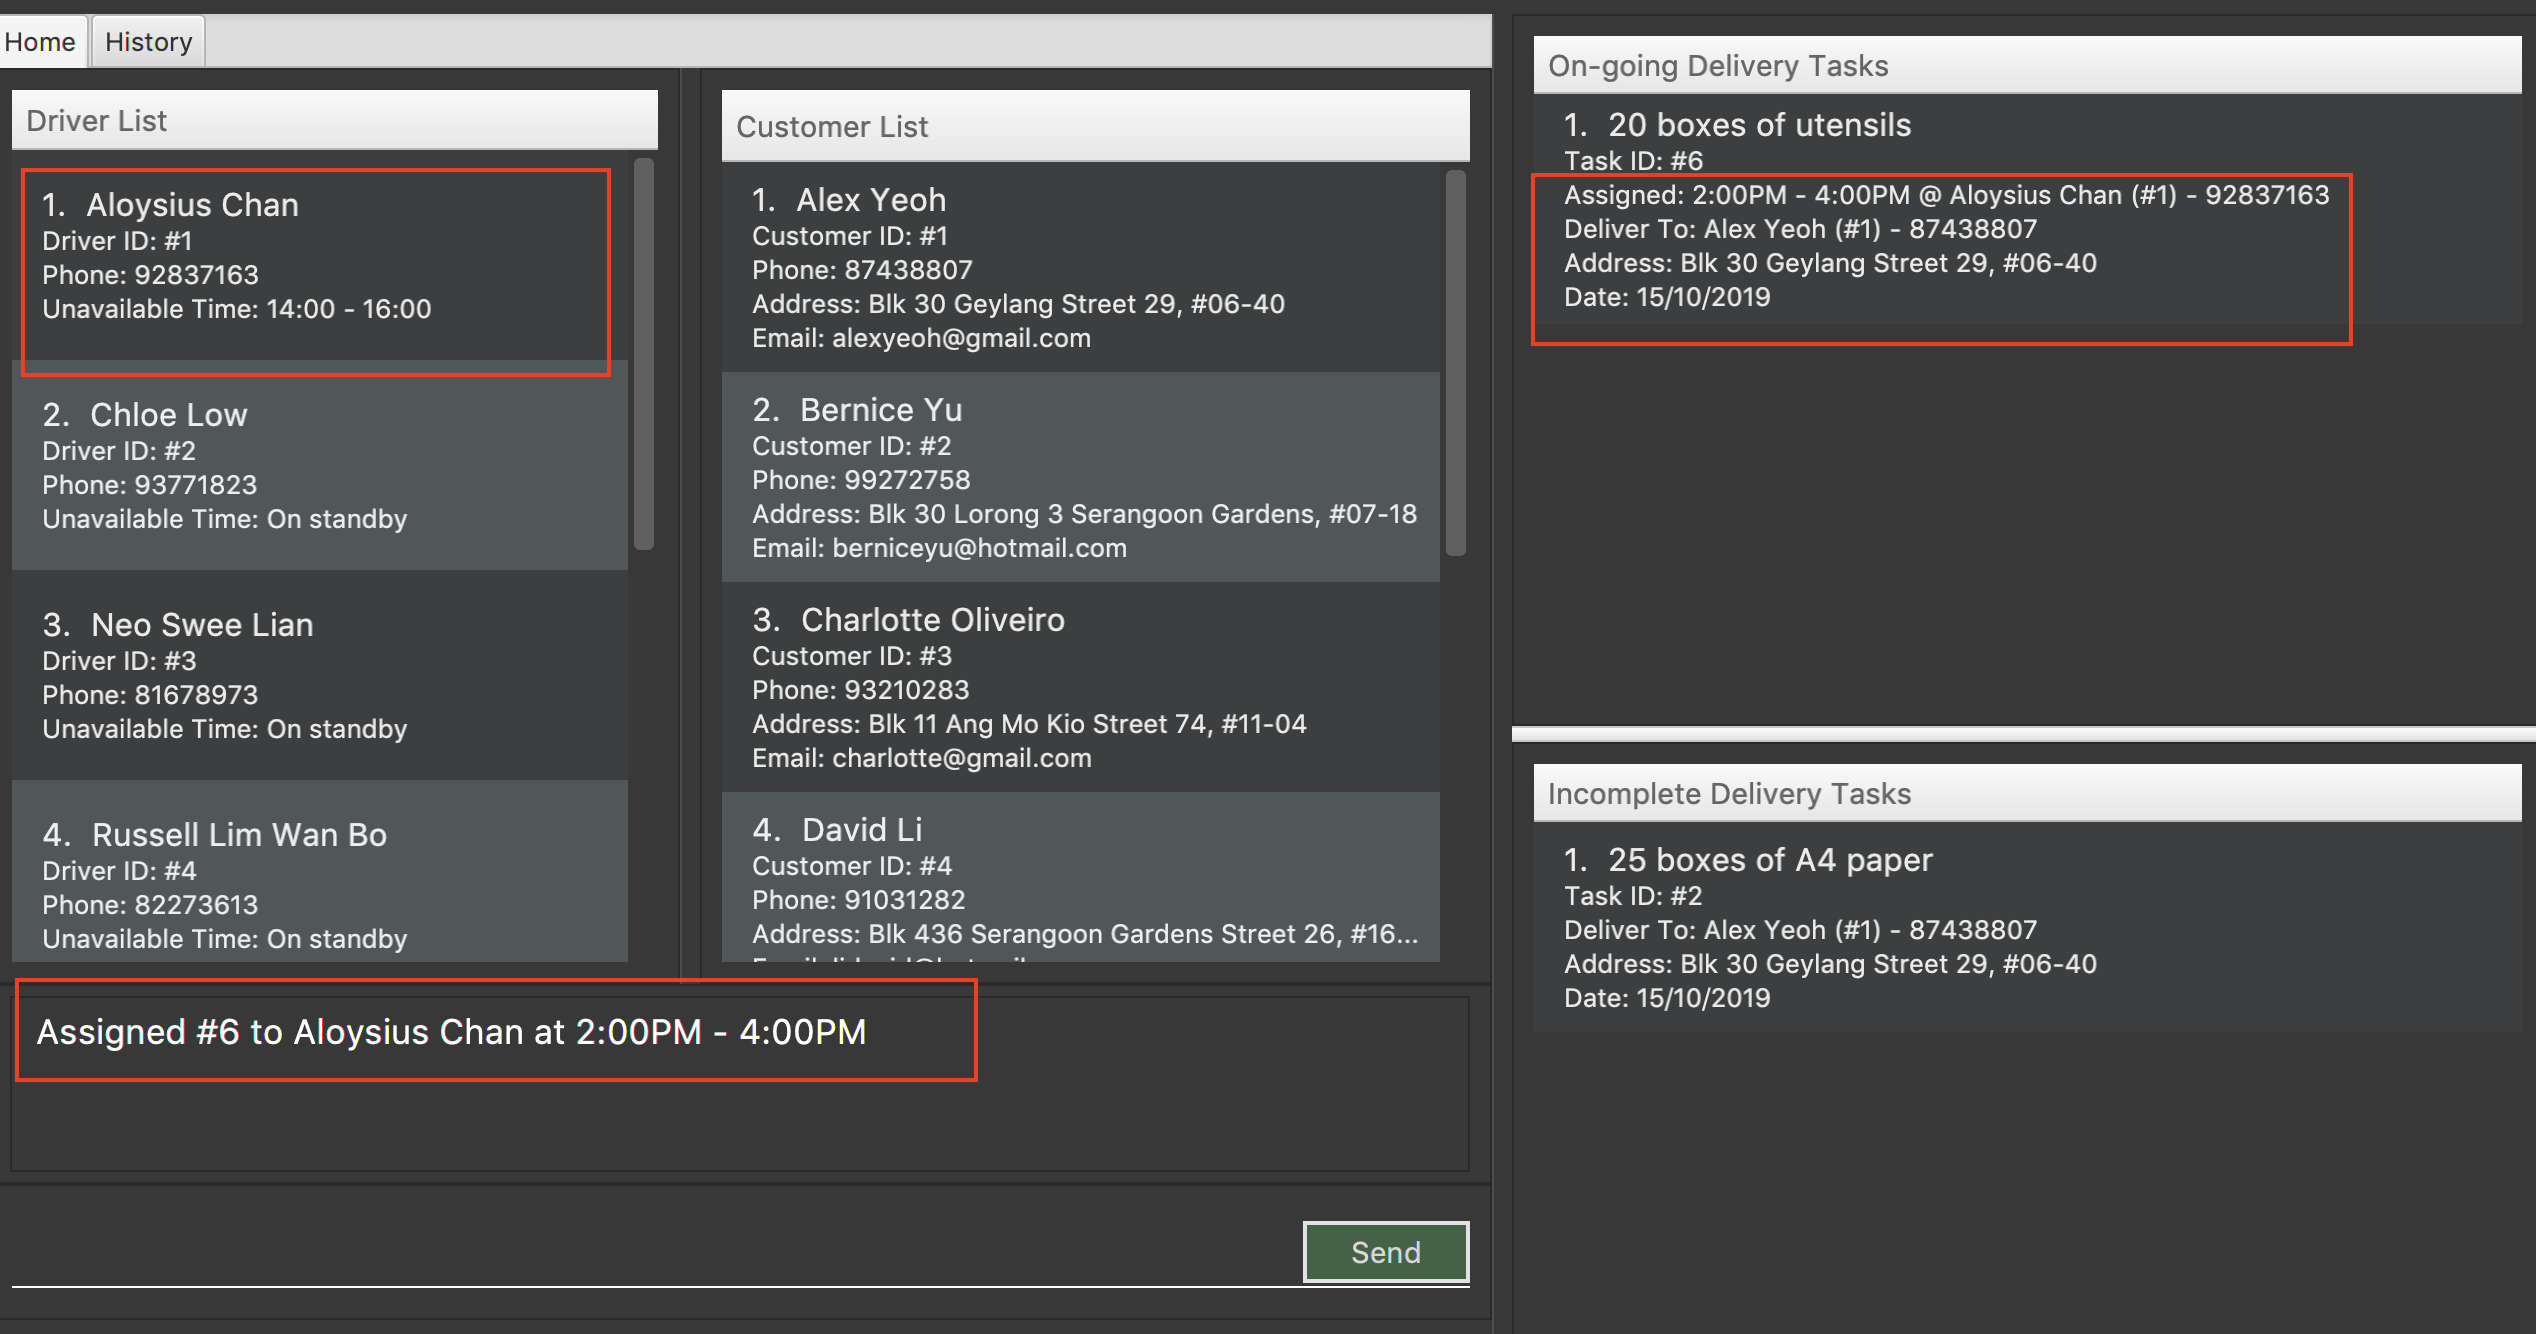 Home
History
Driver List
1. Aloysius Chan
Driver ID: #1
Phone: 92837163
Unavailable Time: 14:00 - 16:00
2. Chloe Low
Driver ID: #2
Phone: 93771823
Unavailable Time: On standby
3. Neo Swee Lian
Driver ID: #3
Phone: 81678973
Unavailable Time: On standby
4. Russell Lim Wan Bo
Driver ID: #4
Phone: 82273613
Unavailable Time: On standby
Customer List
1. Alex Yeoh
Customer ID: #1
Phone: 87438807
Address: Blk 30 Geylang Street 29, #06-40
Email: alexyeoh@gmail.com
2. Bernice Yu
Customer ID: #2
Phone: 99272758
Address: Blk 30 Lorong 3 Serangoon Gardens, #07-18
Email: berniceyu@hotmail.com
3. Charlotte Oliveiro
Customer ID: #3
Phone: 93210283
Address: Blk 11 Ang Mo Kio Street 74, #11-04
Email: charlotte@gmail.com
4. David Li
Customer ID: #4
Phone: 91031282
Address: Blk 436 Serangoon Gardens Street 26, #16...
Assigned #6 to Aloysius Chan at 2:00PM - 4:00PM
Send
On-going Delivery Tasks
1. 20 boxes of utensils
Task ID: #6
Assigned: 2:00PM - 4:00PM @ Aloysius Chan (#1) - 92837163
Deliver To: Alex Yeoh (#1) - 87438807
Address: Blk 30 Geylang Street 29, #06-40
Date: 15/10/2019
Incomplete Delivery Tasks
1. 25 boxes of A4 paper
Task ID: #2
Deliver To: Alex Yeoh (#1) - 87438807
Address: Blk 30 Geylang Street 29, #06-40
Date: 15/10/2019